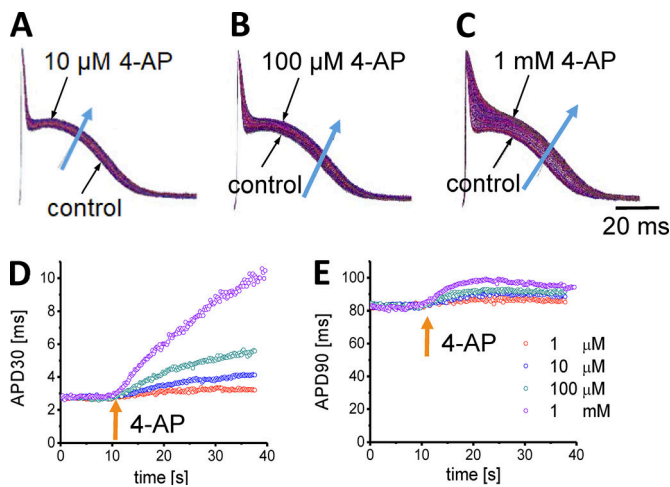 A
B
C
10 µM 4-AP
100 µM 4-AP
1 mM 4-AP
control
control
control
20 ms
D
E
APD30 [ms]
12
10
8
6
4
2
0
4-AP
0
10
20
30
40
time [s]
APD90 [ms]
100
80
60
40
20
0
4-AP
1 µM
10 µM
100 µM
1 mM
0
10
20
30
40
time [s]